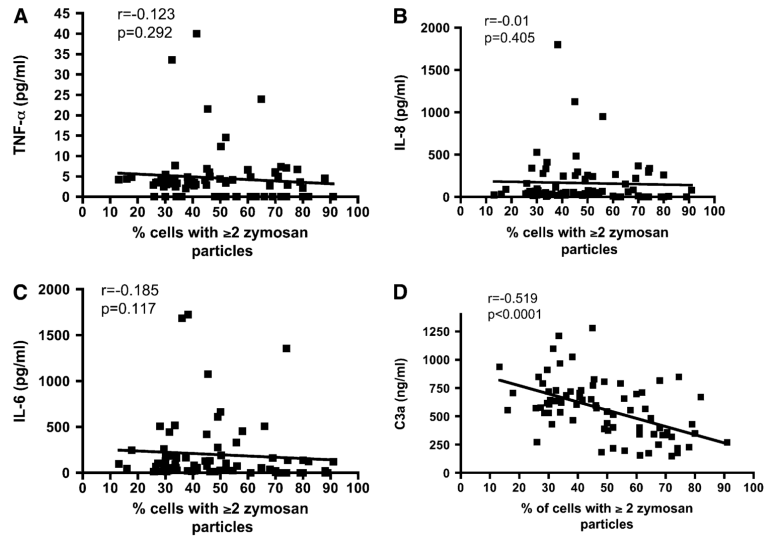 A
r=-0.123
p=0.292
45
40
35
30
25
20
15
10
5
0
TNF-α (pg/ml)
0 10 20 30 40 50 60 70 80 90 100
% cells with ≥2 zymosan
particles
B
r=-0.01
p=0.405
2000
1500
1000
500
0
IL-8 (pg/ml)
0 10 20 30 40 50 60 70 80 90 100
% cells with ≥2 zymosan
particles
C
r=-0.185
p=0.117
2000
1500
1000
500
0
IL-6 (pg/ml)
0 10 20 30 40 50 60 70 80 90 100
% cells with ≥2 zymosan
particles
D
r=-0.519
p<0.0001
1250
1000
750
500
250
0
C3a (ng/ml)
0 10 20 30 40 50 60 70 80 90 100
% of cells with ≥ 2 zymosan
particles